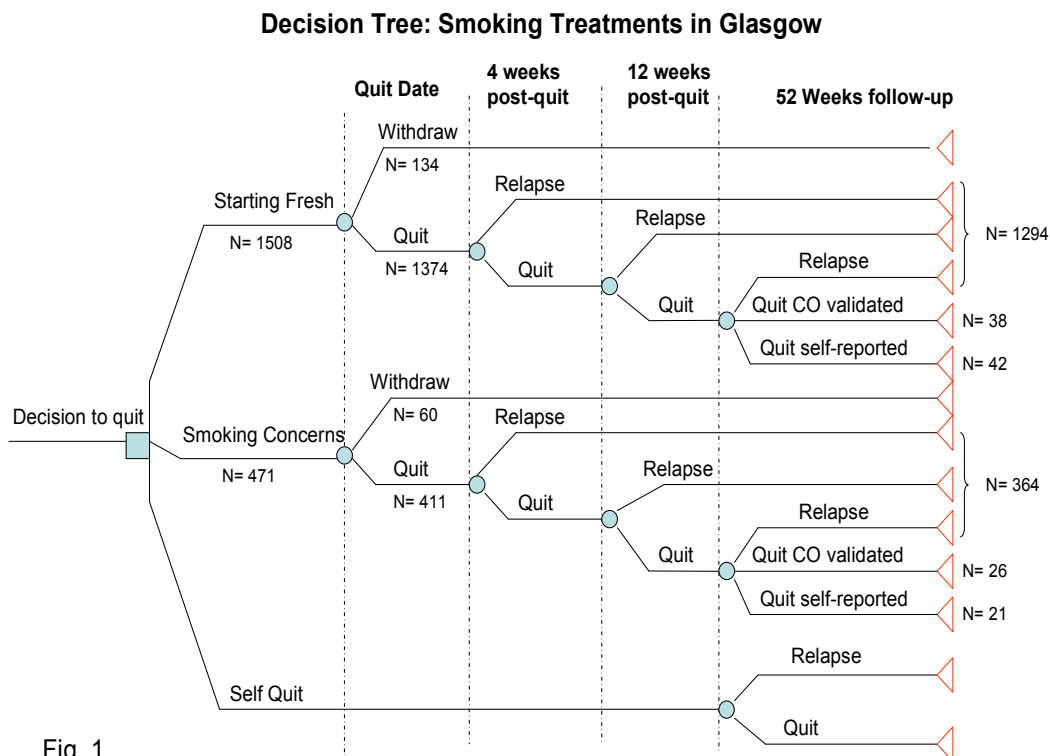 Decision Tree: Smoking Treatments in Glasgow
Quit Date
4 weeks
post-quit
12 weeks
post-quit
52 Weeks follow-up
Withdraw
N= 134
Starting Fresh
N= 1508
Relapse
Quit
N= 1374
Relapse
N= 1294
Quit
Relapse
Quit
Quit CO validated
N= 38
Quit self-reported
N= 42
Withdraw
N= 60
Decision to quit
Relapse
Smoking Concerns
N= 471
Quit
N= 411
Relapse
N= 364
Quit
Relapse
Quit
Quit CO validated
N= 26
Quit self-reported
N= 21
Relapse
Self Quit
Quit
Fig. 1